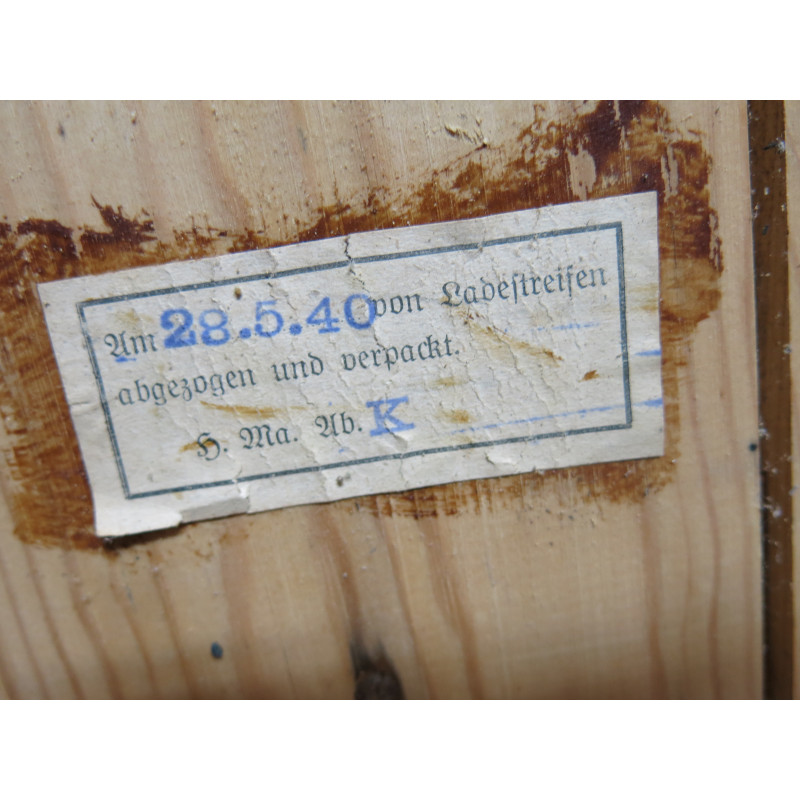 Am 28.5.40 von Ladestreifen
abgezogen und verpackt.
H. Ma. Ab. K